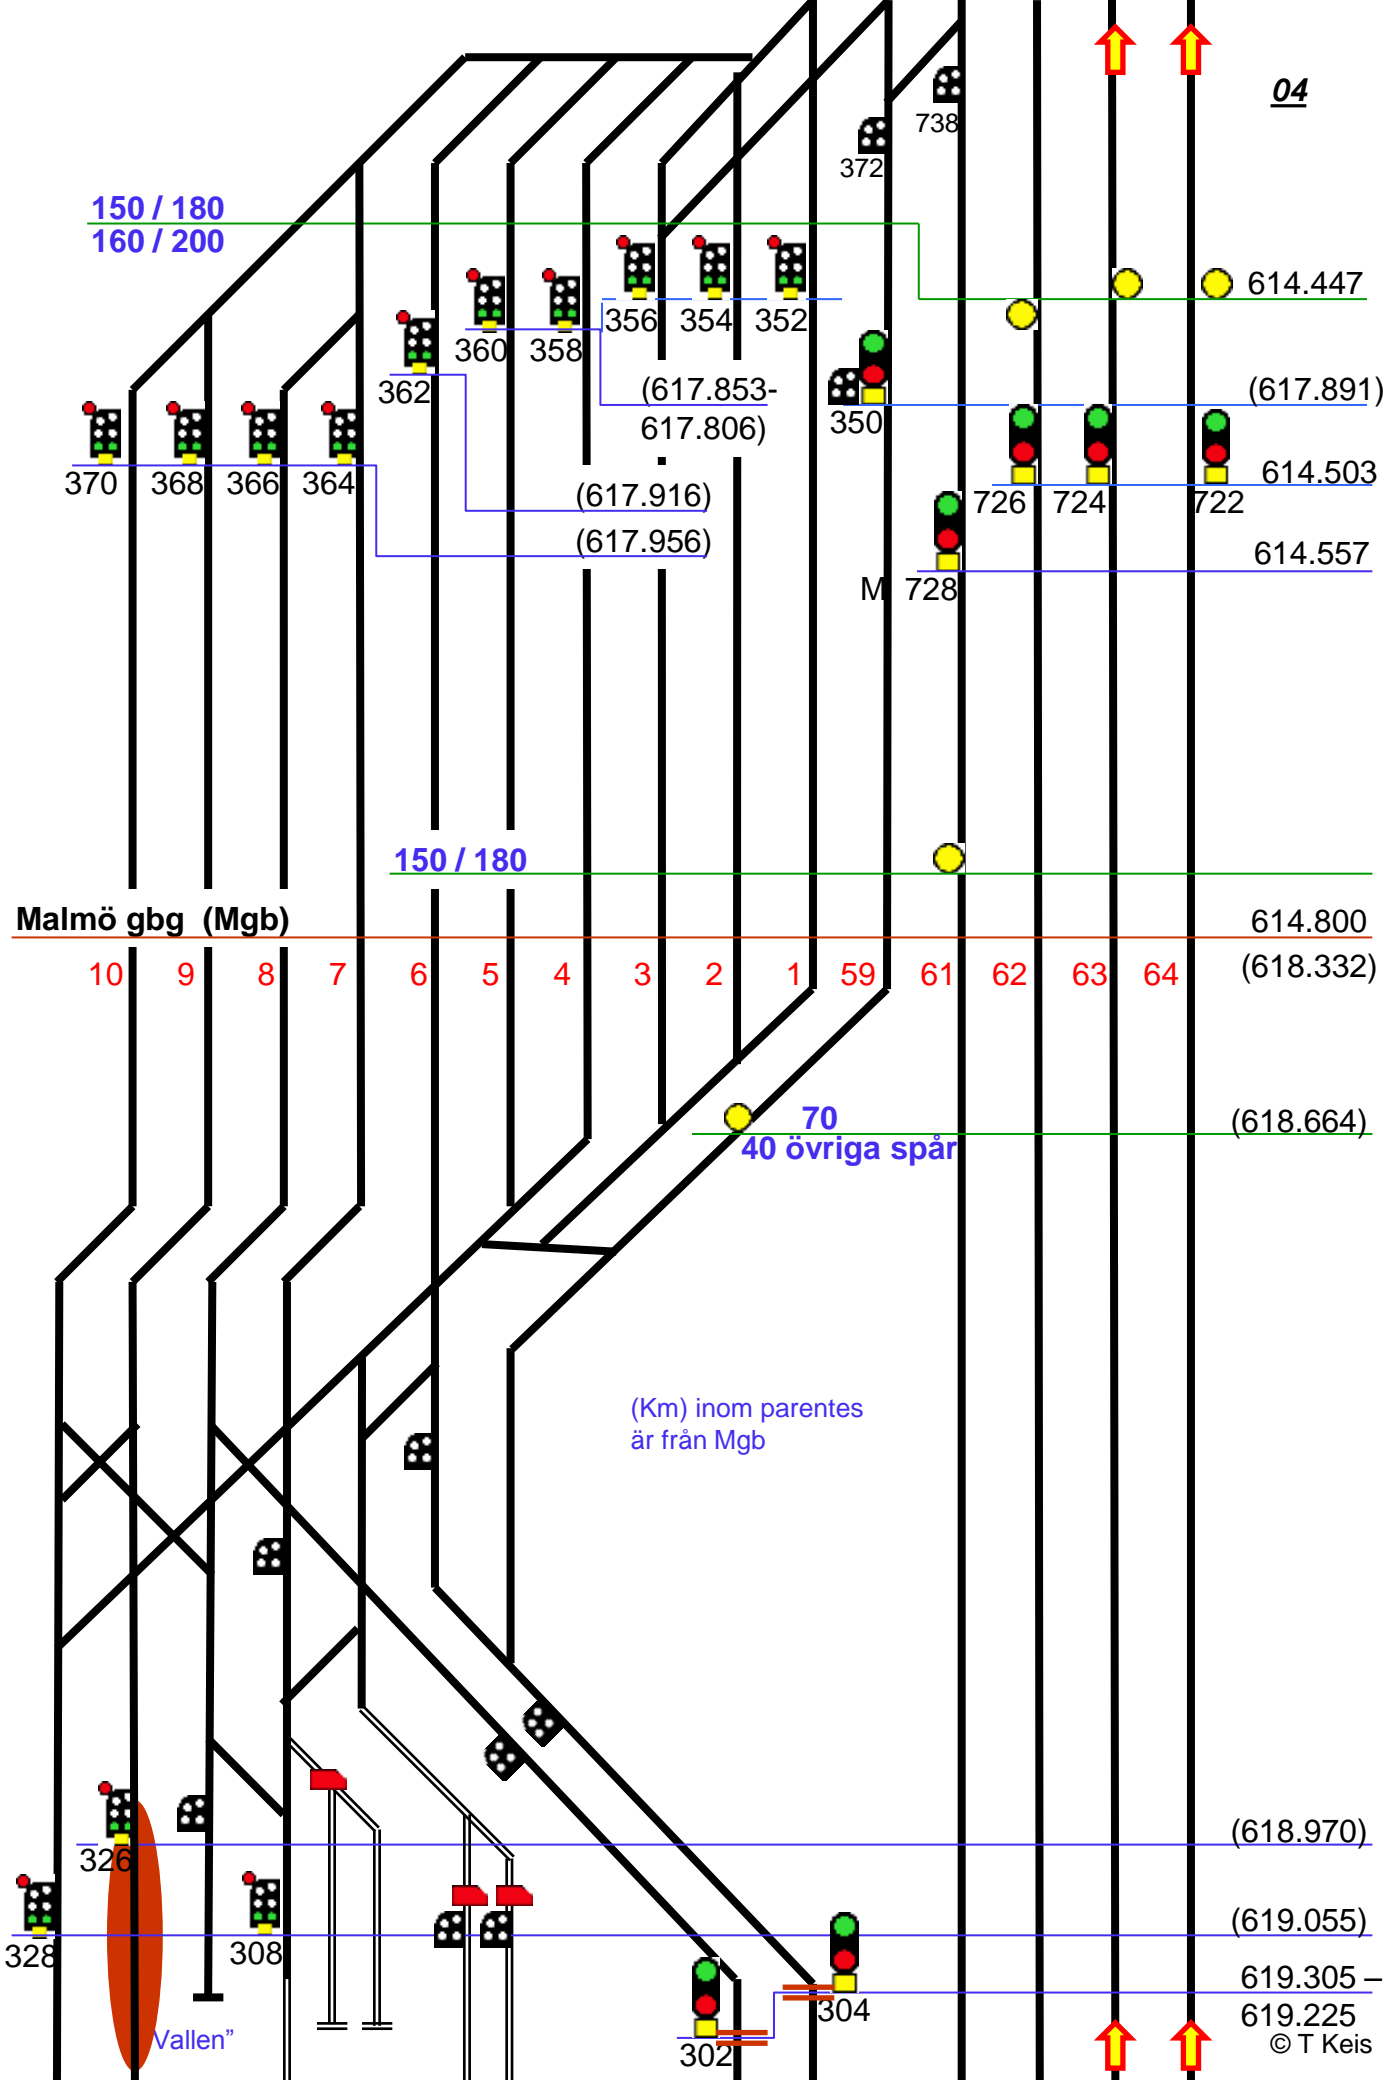 04
738
372
150 / 180
160 / 200
614.447
356 354 352
360 358
362
(617.853-
617.806)
(617.891)
350
370 368 366 364
614.503
726 724 722
(617.916)
(617.956)
614.557
M 728
150 / 180
Malmö gbg (Mgb)
614.800
10 9 8 7 6 5 4 3 2 1 59 61 62 63 64
(618.332)
70
(618.664)
40 övriga spår
(Km) inom parentes
är från Mgb
(618.970)
326
(619.055)
328 308
619.305 –
304
619.225
Vallen”
302
© T Keis